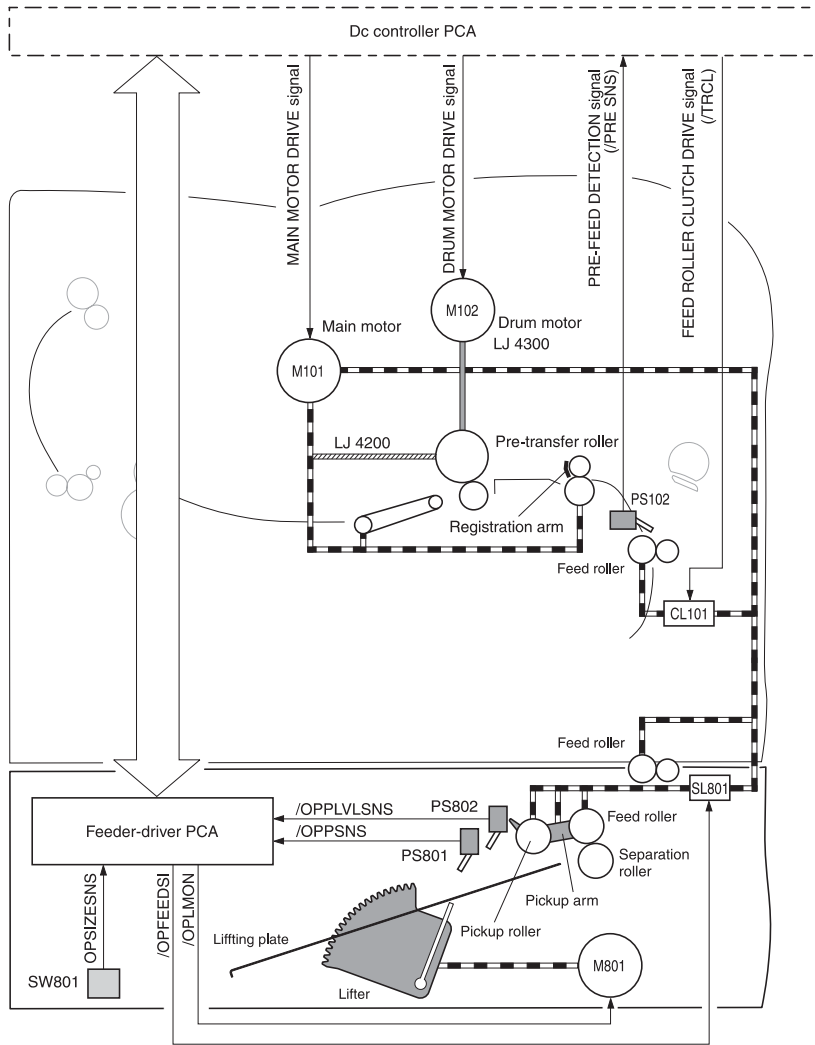 Dc controller PCA
MAIN MOTOR DRIVE signal
DRUM MOTOR DRIVE signal
PRE-FEED DETECTION signal
(/PRE SNS)
FEED ROLLER CLUTCH DRIVE signal
(/TRCL)
M102
Main motor
Drum motor
LJ 4300
M101
LJ 4200
Pre-transfer roller
PS102
Registration arm
Feed roller
CL101
Feed roller
SL801
/OPPLVLSNS
PS802
Feeder-driver PCA
/OPPSNS
Feed roller
PS801
Separation
roller
OPSIZESNS
/OPFEEDSI
/OPLMON
Pickup arm
Pickup roller
Liffting plate
M801
SW801
Lifter